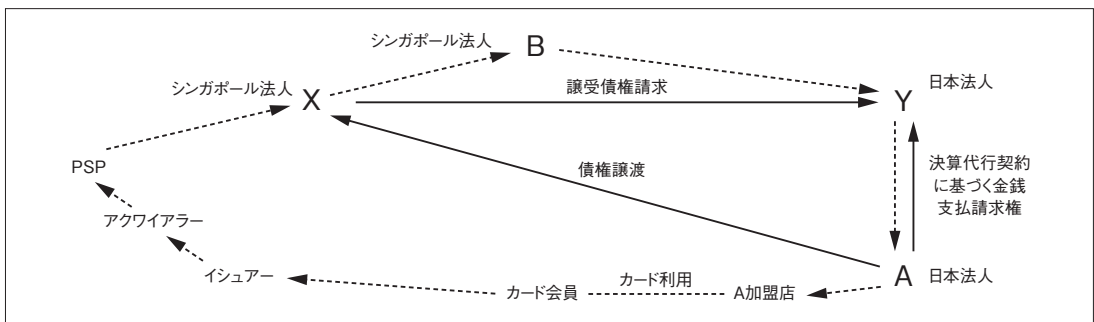 シンガポール法人
B
シンガポール法人
X
譲受債権請求
Y
日本法人
PSP
債権譲渡
決算代行契約
に基づく金銭
支払請求権
アクワイアラー
イシュアー
カード会員
カード利用
A加盟店
A
日本法人